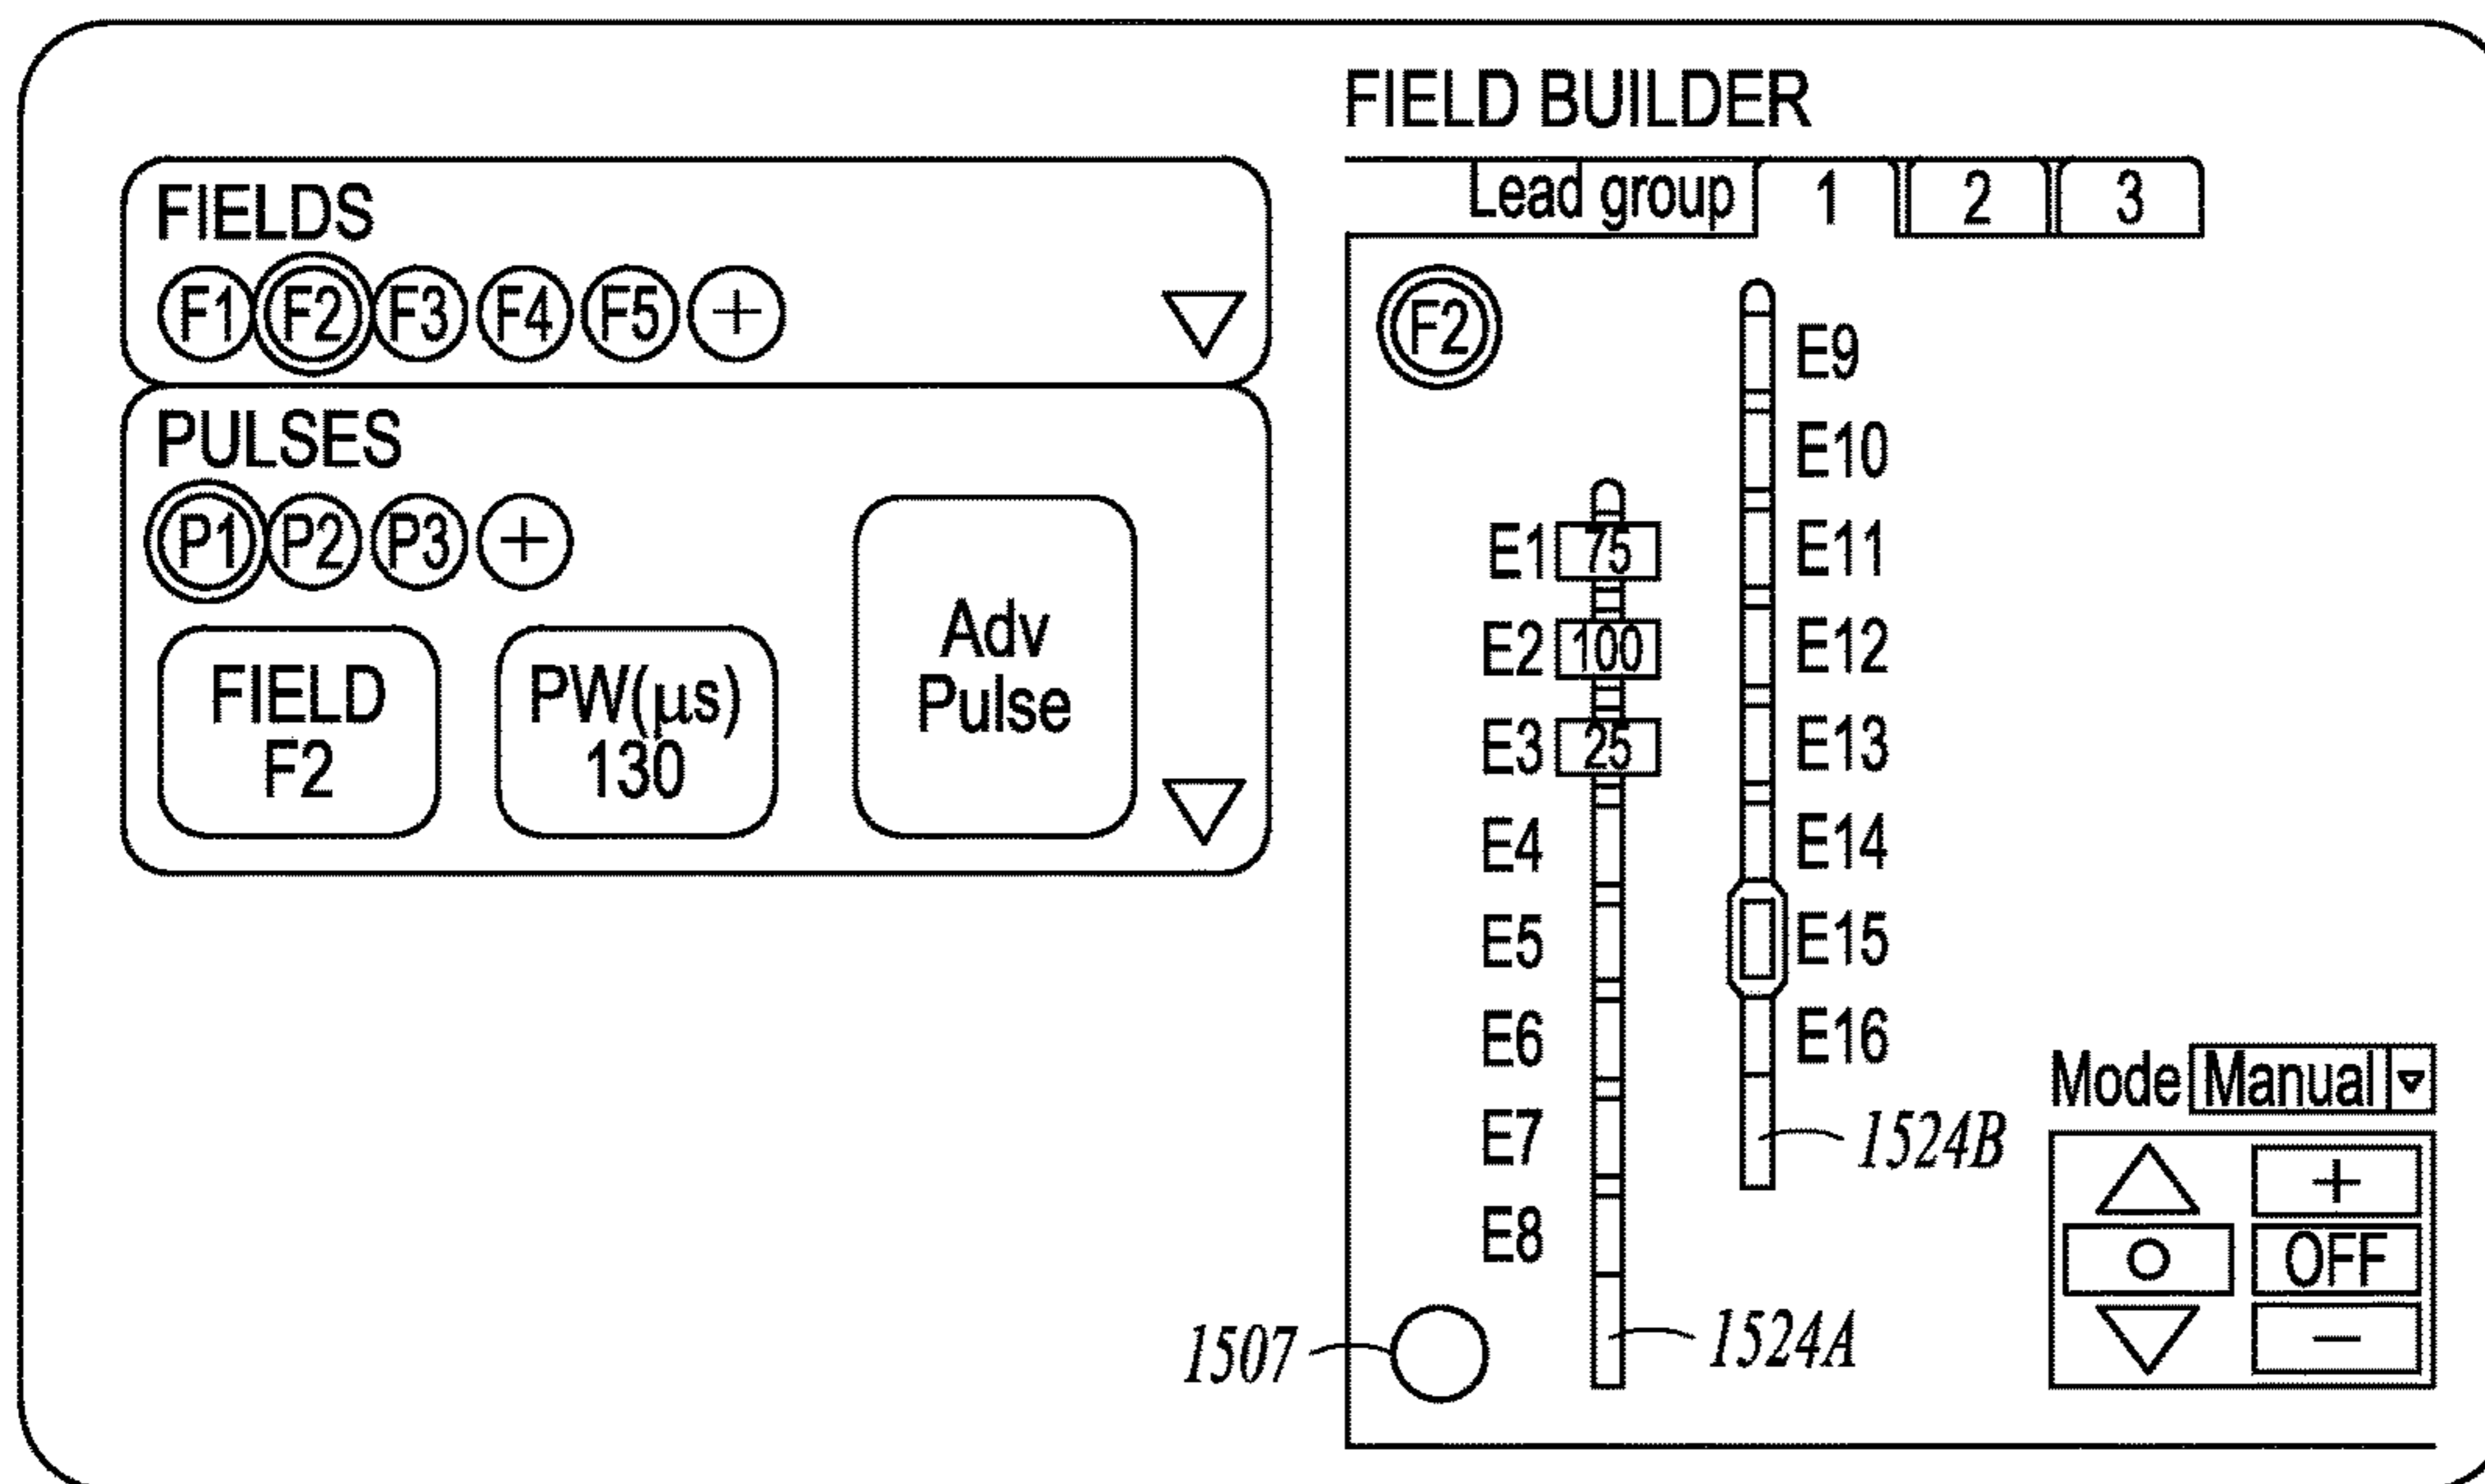 FIELD BUILDER
Lead group 1 2 3
FIELDS
F1 F2 F3 F4 F5 +
PULSES
P1 P2 P3 +
FIELD
F2
PW(μs)
130
Adv
Pulse
F2
E1 75
E2 100
E3 25
E4
E5
E6
E7
E8
E9
E10
E11
E12
E13
E14
E15
E16
1524B
1524A
1507
Mode Manual
+
OFF
−